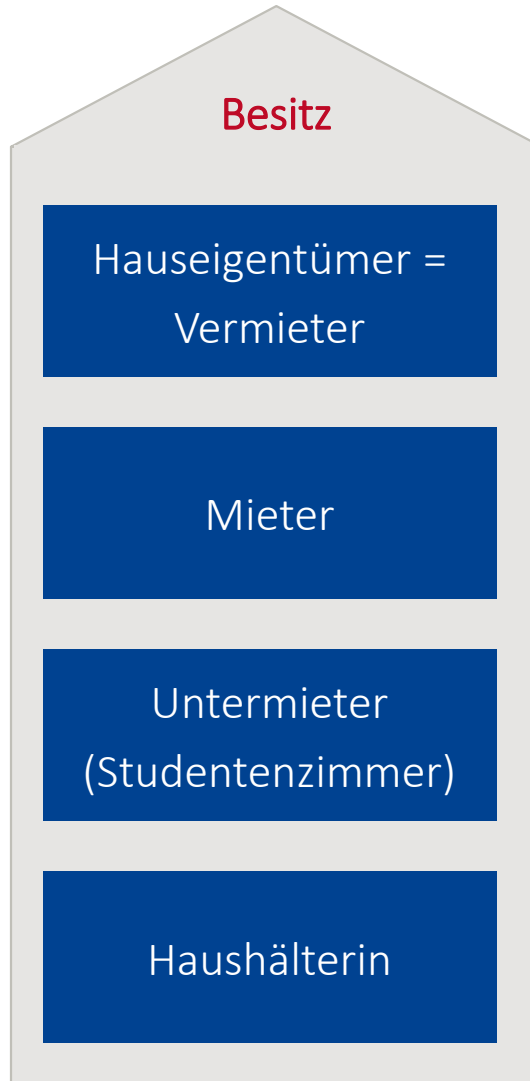 Besitz
Hauseigentümer =
Vermieter
Mieter
Untermieter
(Studentenzimmer)
Haushälterin